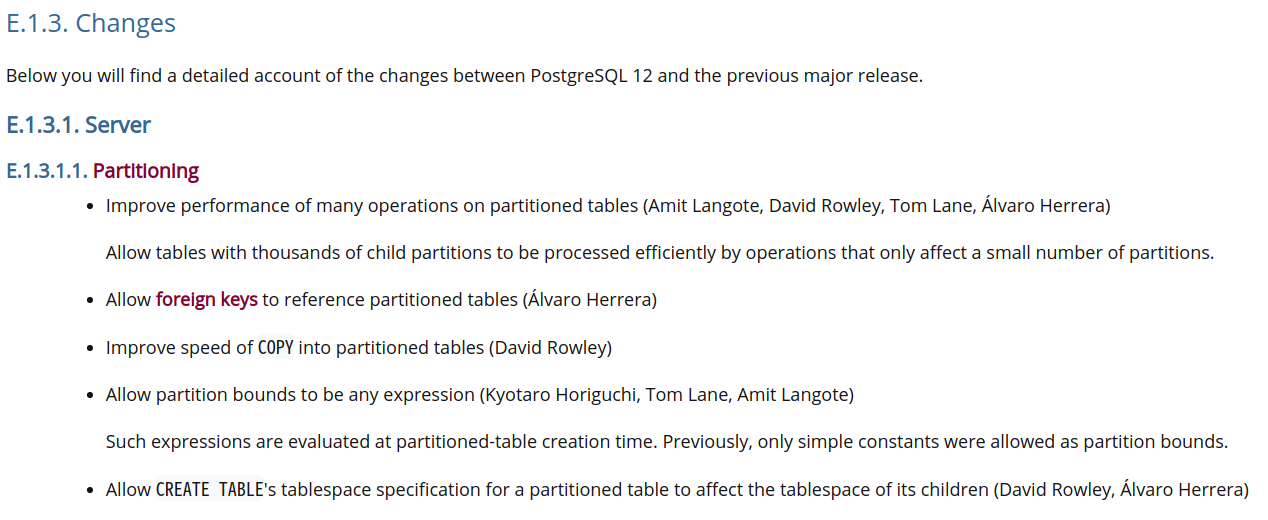 E.1.3. Changes
Below you will find a detailed account of the changes between PostgreSQL 12 and the previous major release.
E.1.3.1. Server
E.1.3.1.1. Partitioning
• Improve performance of many operations on partitioned tables (Amit Langote, David Rowley, Tom Lane, Álvaro Herrera)
Allow tables with thousands of child partitions to be processed efficiently by operations that only affect a small number of partitions.
• Allow foreign keys to reference partitioned tables (Álvaro Herrera)
• Improve speed of COPY into partitioned tables (David Rowley)
• Allow partition bounds to be any expression (Kyotaro Horiguchi, Tom Lane, Amit Langote)
Such expressions are evaluated at partitioned-table creation time. Previously, only simple constants were allowed as partition bounds.
• Allow CREATE TABLE's tablespace specification for a partitioned table to affect the tablespace of its children (David Rowley, Álvaro Herrera)